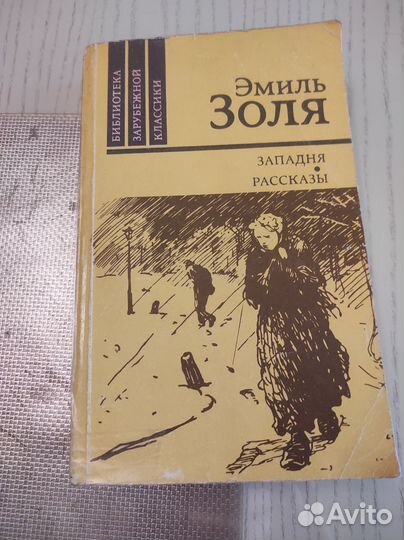 БИБЛИОТЕКА
ЗАРУБЕЖНОЙ
КЛАССИКИ
ЭМИЛЬ
ЗОЛЯ
ЗАПАДНЯ
•
РАССКАЗЫ
Avito